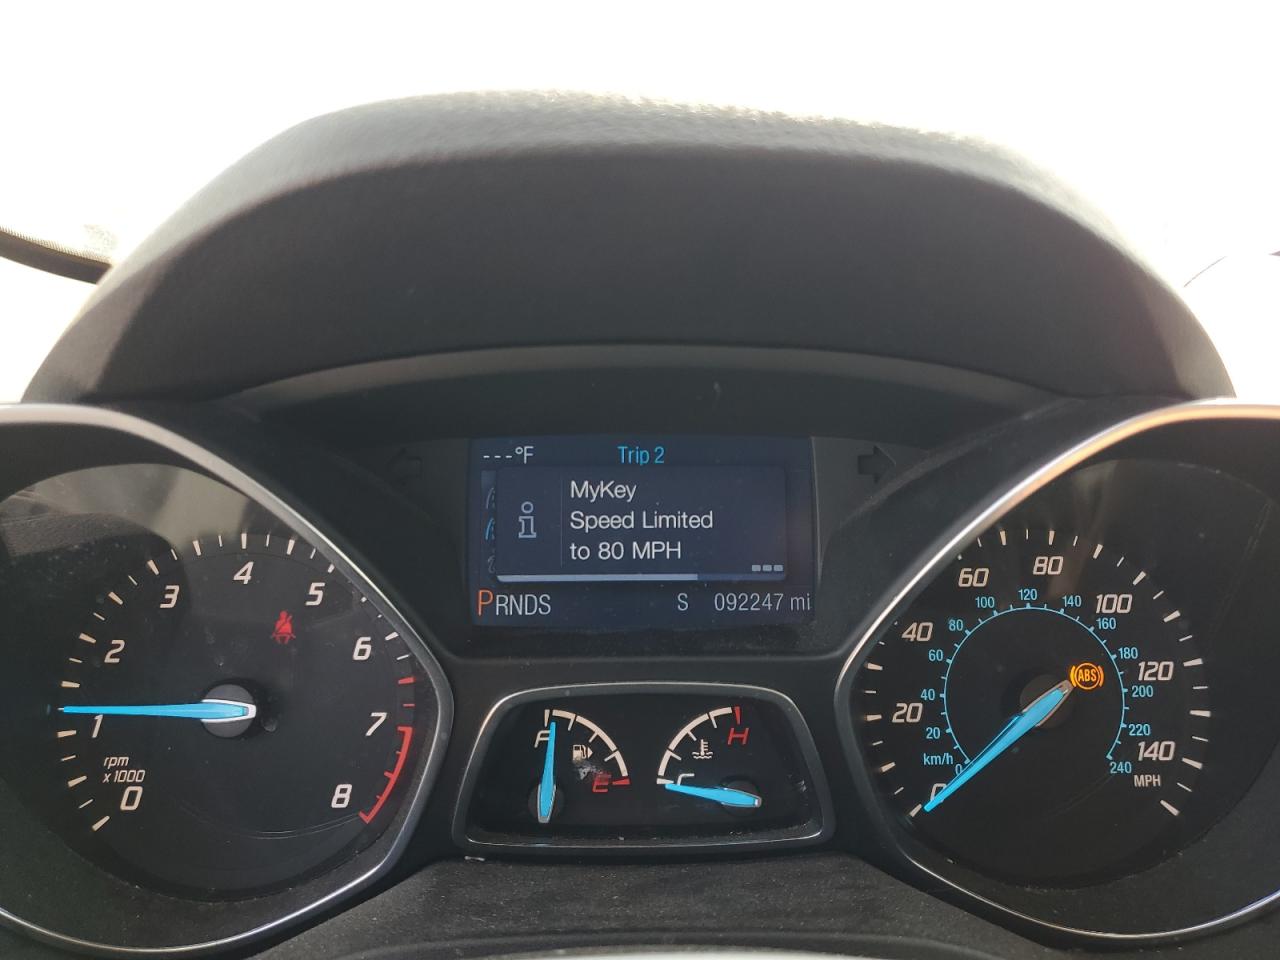 ---°F Trip 2
MyKey
Speed Limited
to 80 MPH
PRNDS S 092247 mi
0 1 2 3 4 5 6 7 8
rpm
x1000
F E
C H
0 20 40 60 80 100 120 140
MPH
0 20 40 60 80 100 120 140 160 180 200 220 240
km/h
ABS